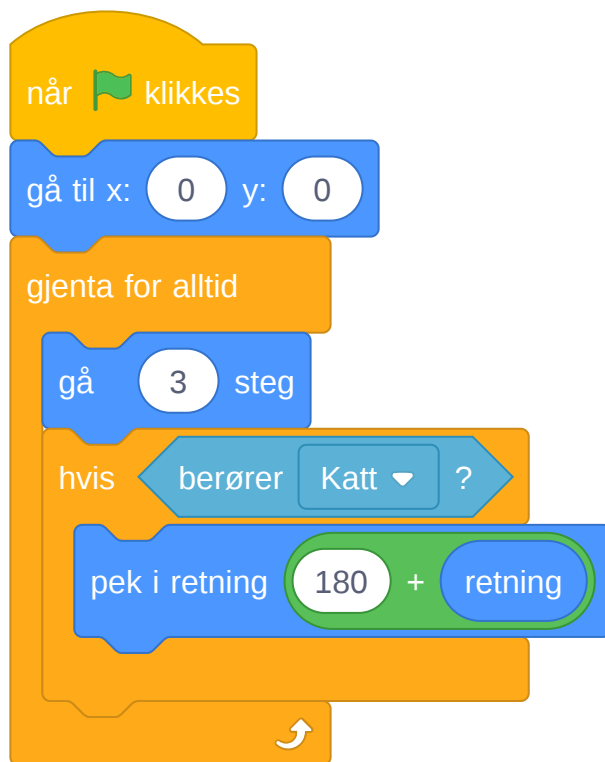 når klikkes
gå til x: 0 y: 0
gjenta for alltid
gå 3 steg
hvis berører Katt ?
pek i retning 180 + retning